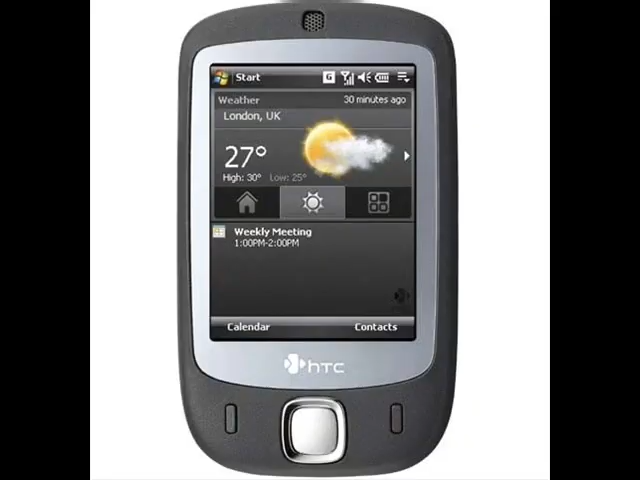 Start
G
Weather 30 minutes ago
London, UK
27°
High: 30° Low: 25°
Weekly Meeting
1:00PM-2:00PM
Calendar Contacts
hTC